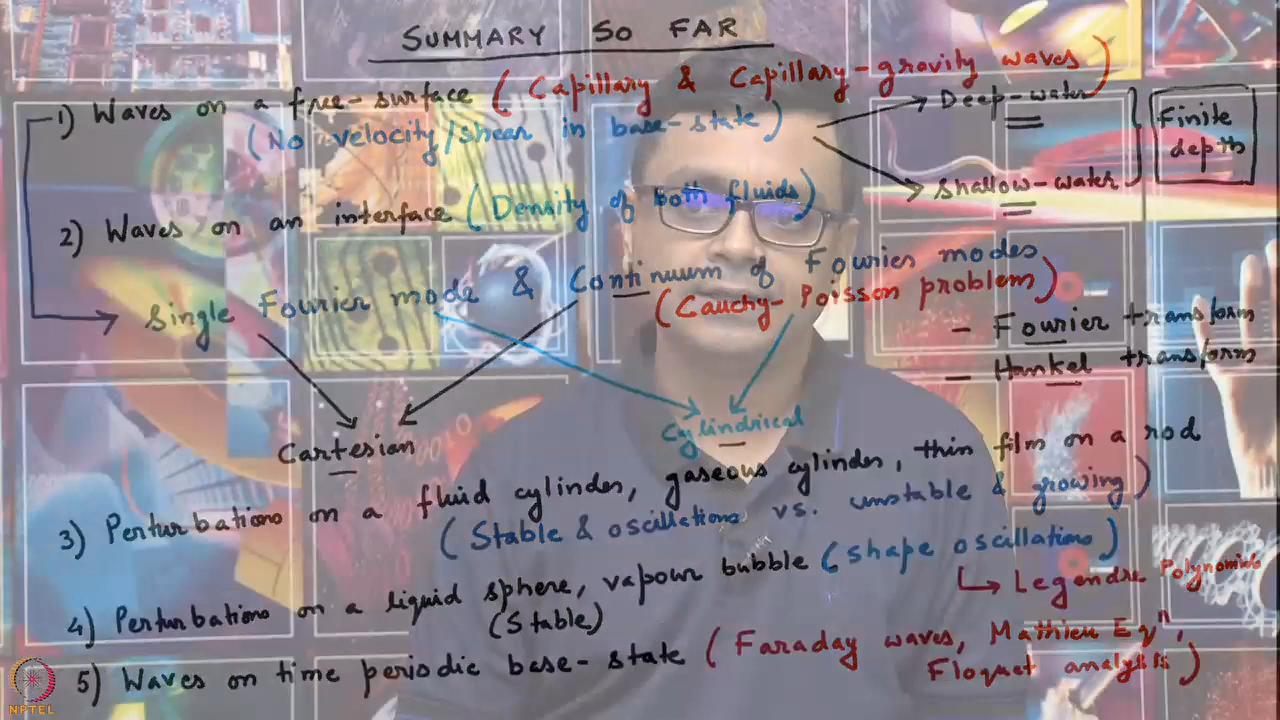 SUMMARY SO FAR
1) Waves on a free-surface (Capillary & Capillary-gravity waves)
(No velocity/shear in base-state)
Deep-water
Shallow-water
Finite depth
2) Waves on an interface (Density of both fluids)
Single Fourier mode & Continuum of Fourier modes
(Cauchy-Poisson problem)
- Fourier transform
- Hankel transform
Cartesian
Cylindrical
3) Perturbations on a fluid cylinder, gaseous cylinder, thin film on a rod
(Stable & oscillations vs. unstable & growing)
4) Perturbations on a liquid sphere, vapour bubble (shape oscillations)
(Stable)
Legendre Polynomials
5) Waves on time periodic base-state (Faraday waves, Mathieu Eqⁿ,
Floquet analysis)
NPTEL